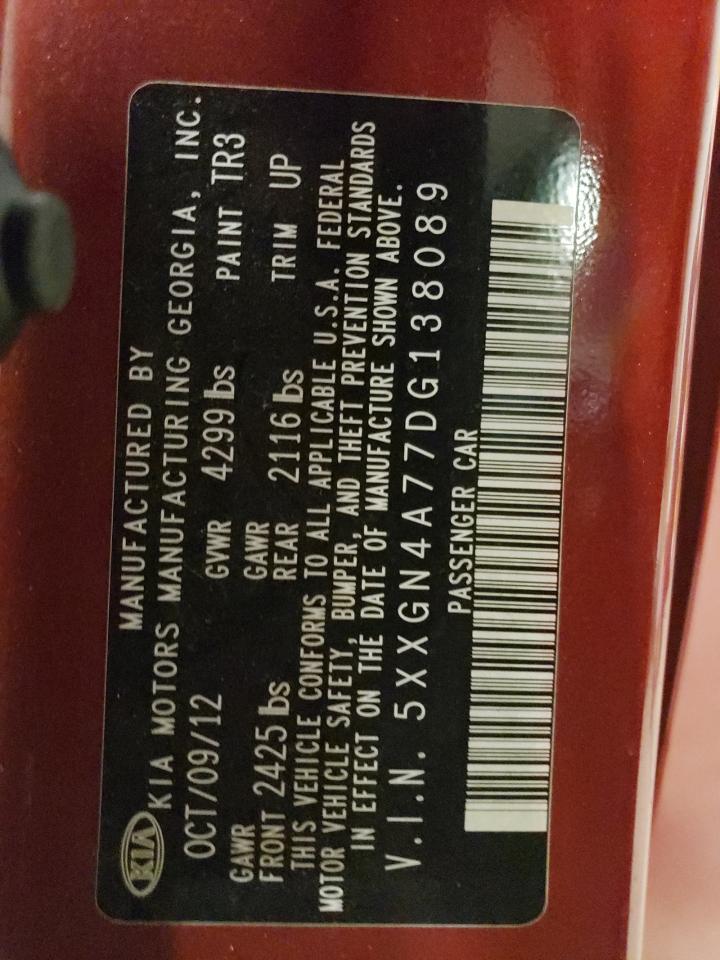 KIA
MANUFACTURED BY
KIA MOTORS MANUFACTURING GEORGIA, INC.
OCT/09/12 GVWR 4299 lbs PAINT TR3
GAWR GAWR
FRONT 2425 lbs REAR 2116 lbs TRIM UP
THIS VEHICLE CONFORMS TO ALL APPLICABLE U.S.A. FEDERAL
MOTOR VEHICLE SAFETY, BUMPER, AND THEFT PREVENTION STANDARDS
IN EFFECT ON THE DATE OF MANUFACTURE SHOWN ABOVE.
V.I.N. 5XXGN4A77DG138089
PASSENGER CAR